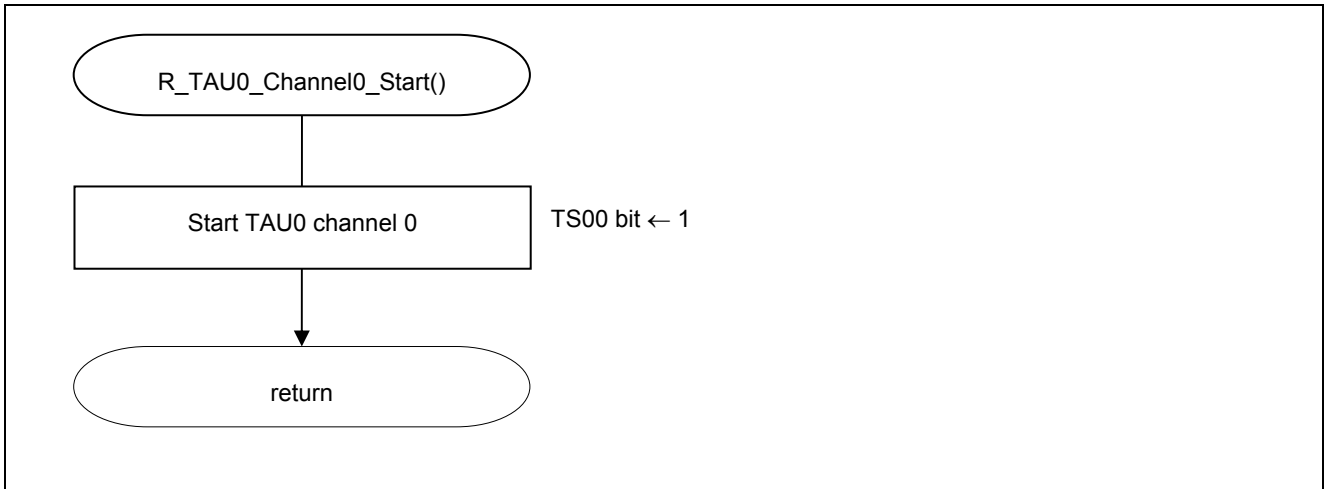 R_TAU0_Channel0_Start()
Start TAU0 channel 0
TS00 bit ← 1
return